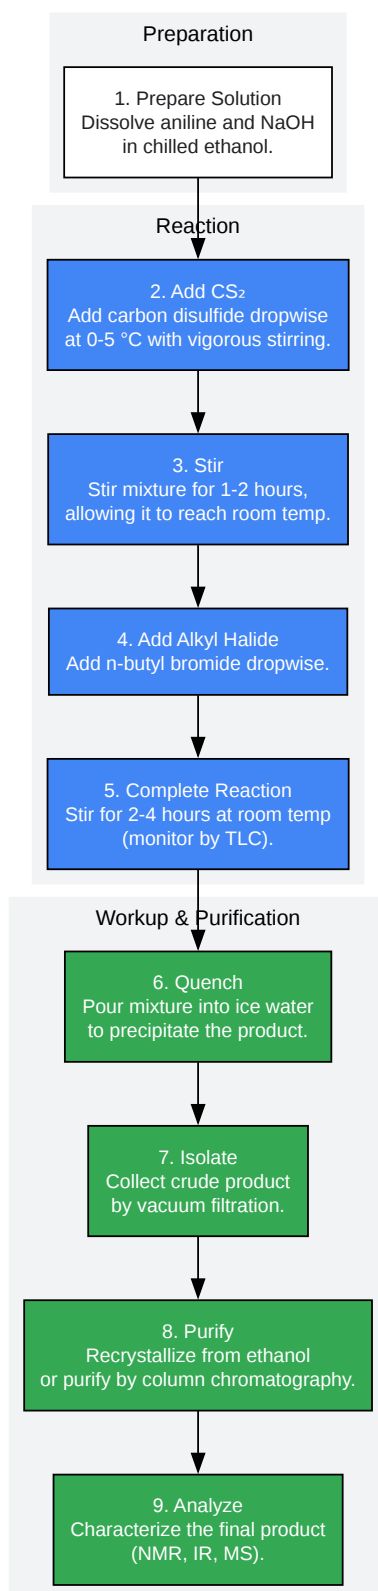 Preparation
1. Prepare Solution
Dissolve aniline and NaOH
in chilled ethanol.
Reaction
2. Add CS₂
Add carbon disulfide dropwise
at 0-5 °C with vigorous stirring.
3. Stir
Stir mixture for 1-2 hours,
allowing it to reach room temp.
4. Add Alkyl Halide
Add n-butyl bromide dropwise.
5. Complete Reaction
Stir for 2-4 hours at room temp
(monitor by TLC).
Workup & Purification
6. Quench
Pour mixture into ice water
to precipitate the product.
7. Isolate
Collect crude product
by vacuum filtration.
8. Purify
Recrystallize from ethanol
or purify by column chromatography.
9. Analyze
Characterize the final product
(NMR, IR, MS).